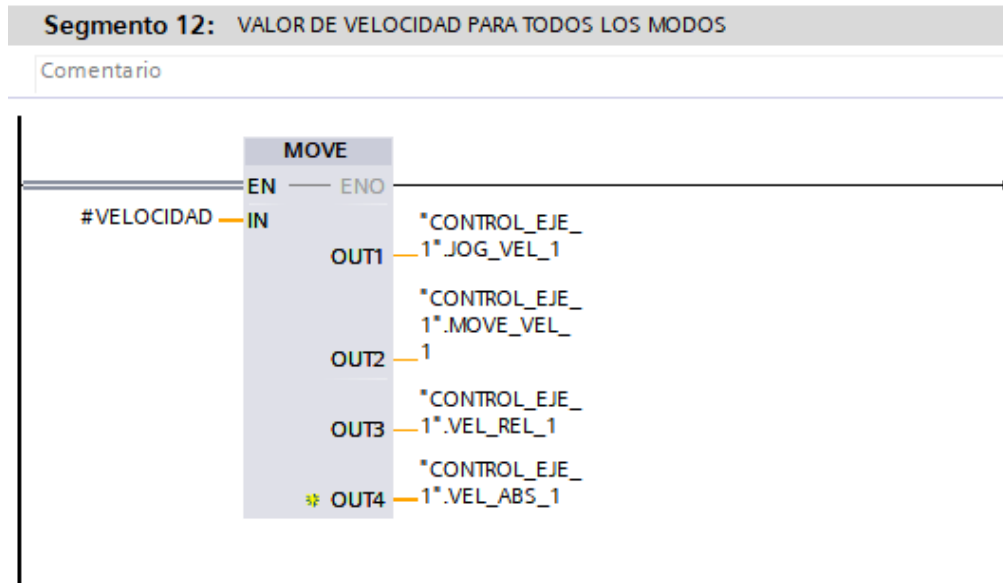 Segmento 12: VALOR DE VELOCIDAD PARA TODOS LOS MODOS
Comentario
MOVE
EN ENO
#VELOCIDAD IN
"CONTROL_EJE_
OUT1 1".JOG_VEL_1
"CONTROL_EJE_
1".MOVE_VEL_
OUT2 1
"CONTROL_EJE_
OUT3 1".VEL_REL_1
"CONTROL_EJE_
OUT4 1".VEL_ABS_1